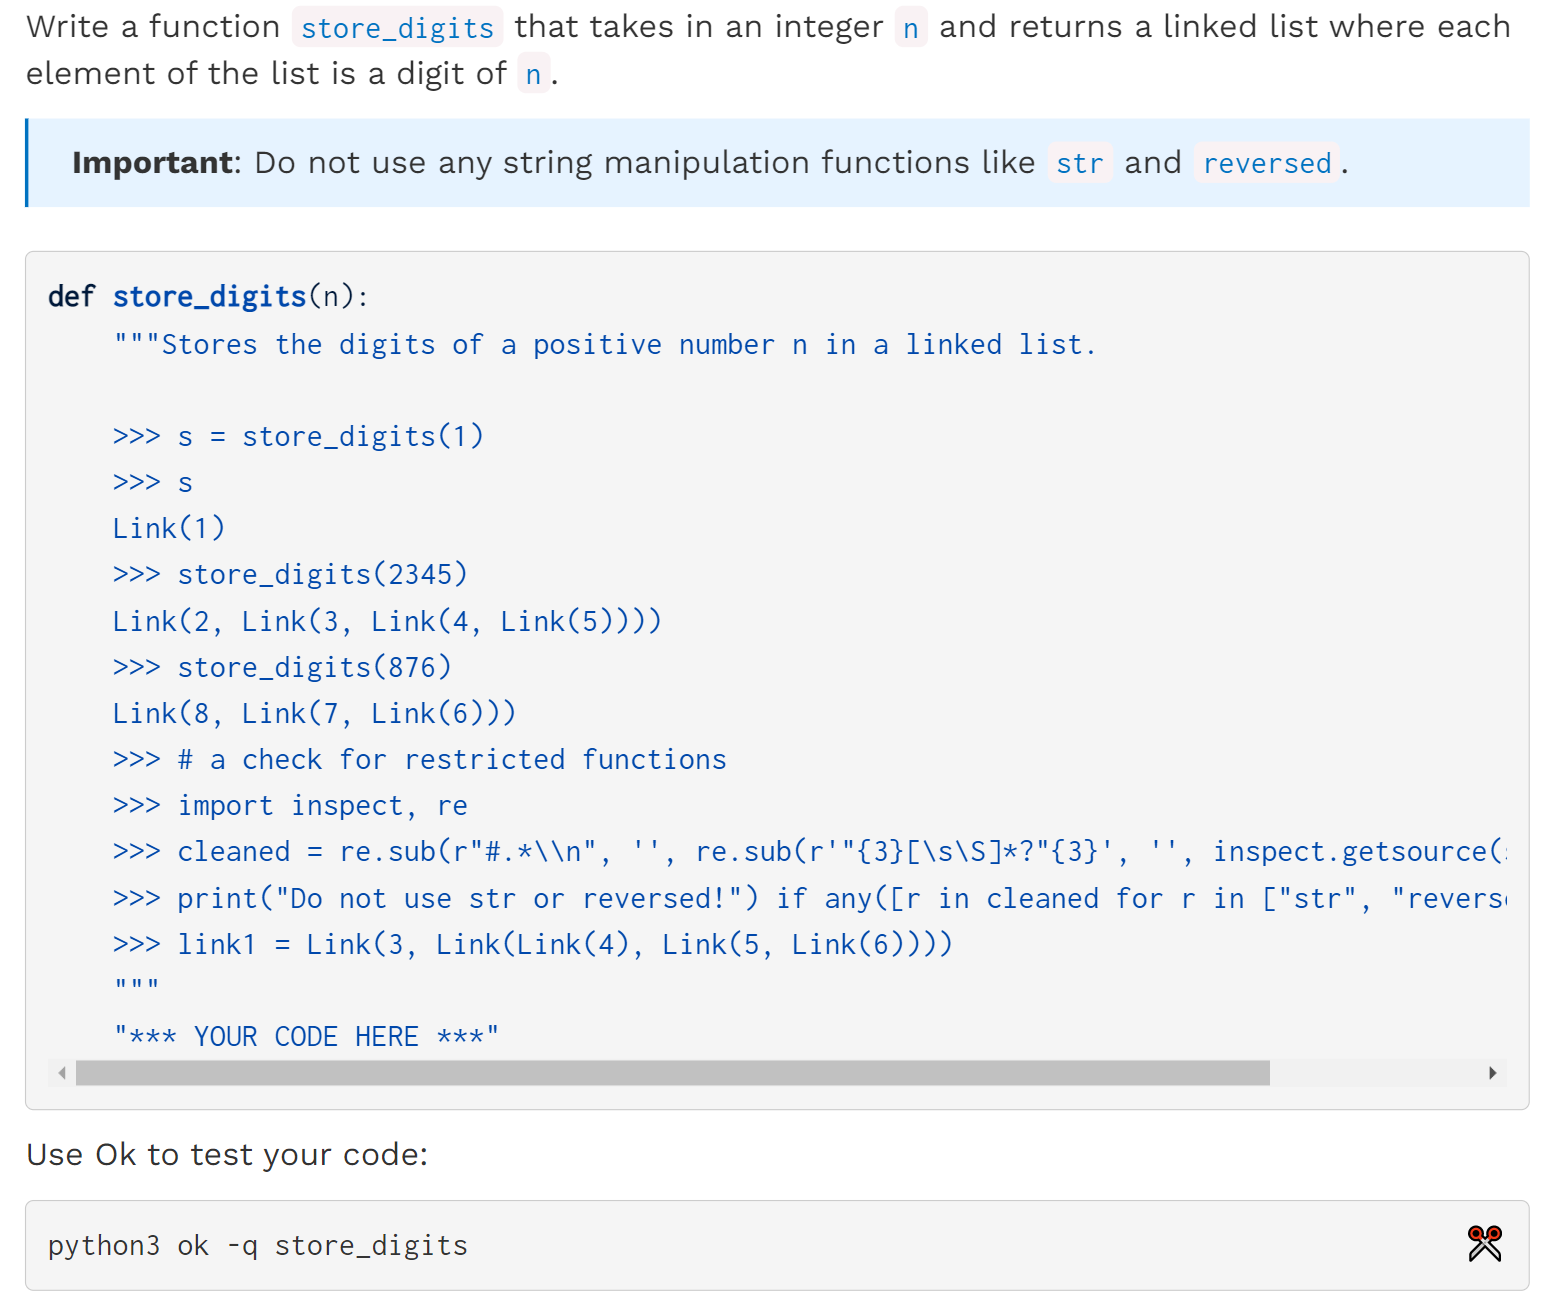 Write a function store_digits that takes in an integer n and returns a linked list where each
element of the list is a digit of n.
Important: Do not use any string manipulation functions like str and reversed.
def store_digits(n):
    """Stores the digits of a positive number n in a linked list.
    >>> s = store_digits(1)
    >>> s
    Link(1)
    >>> store_digits(2345)
    Link(2, Link(3, Link(4, Link(5))))
    >>> store_digits(876)
    Link(8, Link(7, Link(6)))
    >>> # a check for restricted functions
    >>> import inspect, re
    >>> cleaned = re.sub(r"#.*\\n", '', re.sub(r'"{3}[\s\S]*?"{3}', '', inspect.getsource(
    >>> print("Do not use str or reversed!") if any([r in cleaned for r in ["str", "revers
    >>> link1 = Link(3, Link(Link(4), Link(5, Link(6))))
    """
    "*** YOUR CODE HERE ***"
Use Ok to test your code:
python3 ok -q store_digits